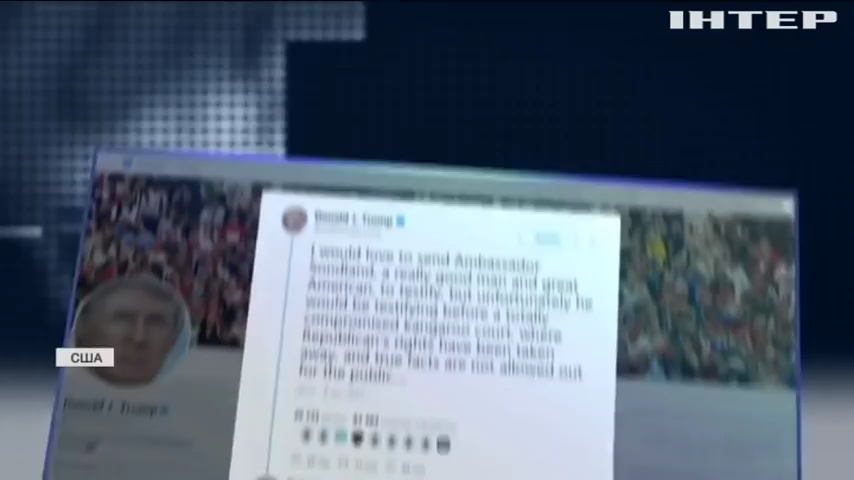 ІНТЕР
Donald J. Trump
I would love to send Ambassador
Sondland, a really good man and great
American, to testify, but unfortunately he
would be testifying before a totally
compromised kangaroo court, where
Republican's rights have been taken
away, and true facts are not allowed out
for the public
США
Donald J. Trump